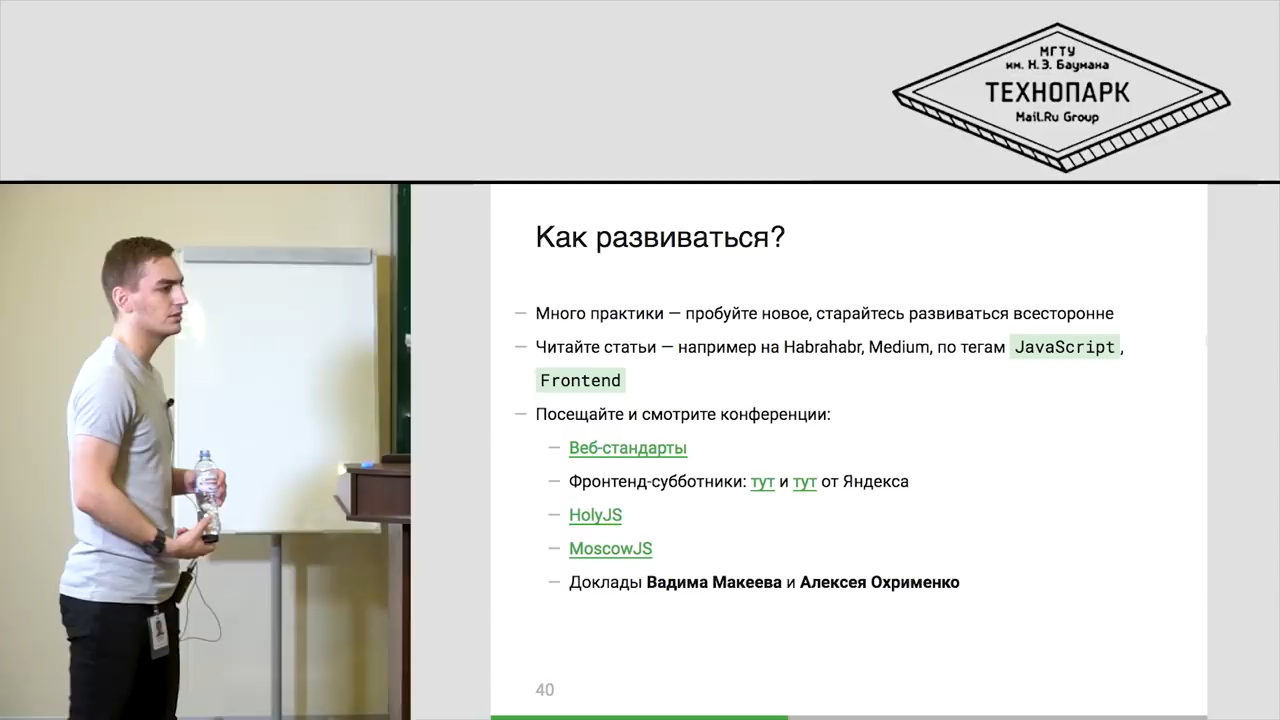 МГТУ
им. Н.Э. Баумана
ТЕХНОПАРК
Mail.Ru Group
Как развиваться?
— Много практики — пробуйте новое, старайтесь развиваться всесторонне
— Читайте статьи — например на Habrahabr, Medium, по тегам JavaScript,
Frontend
— Посещайте и смотрите конференции:
— Веб-стандарты
— Фронтенд-субботники: тут и тут от Яндекса
— HolyJS
— MoscowJS
— Доклады Вадима Макеева и Алексея Охрименко
40